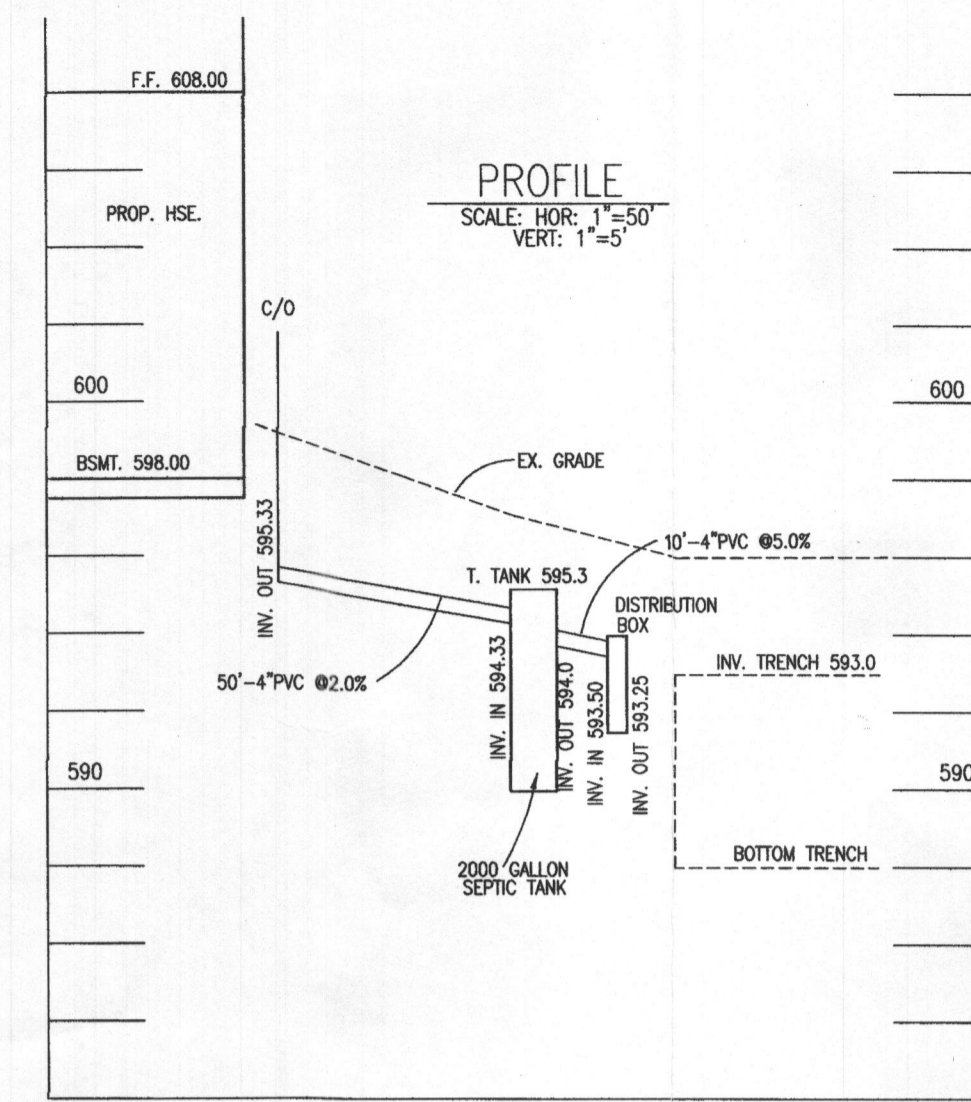 F.F. 608.00
PROP. HSE.
PROFILE
SCALE: HOR: 1"=50'
VERT: 1"=5'
C/O
600
600
BSMT. 598.00
EX. GRADE
INV. OUT 595.33
10'-4"PVC @5.0%
T. TANK 595.3
DISTRIBUTION
BOX
50'-4"PVC @2.0%
INV. IN 594.33
INV. OUT 594.0
INV. IN 593.50
INV. OUT 593.25
INV. TRENCH 593.0
590
590
BOTTOM TRENCH
2000 GALLON
SEPTIC TANK